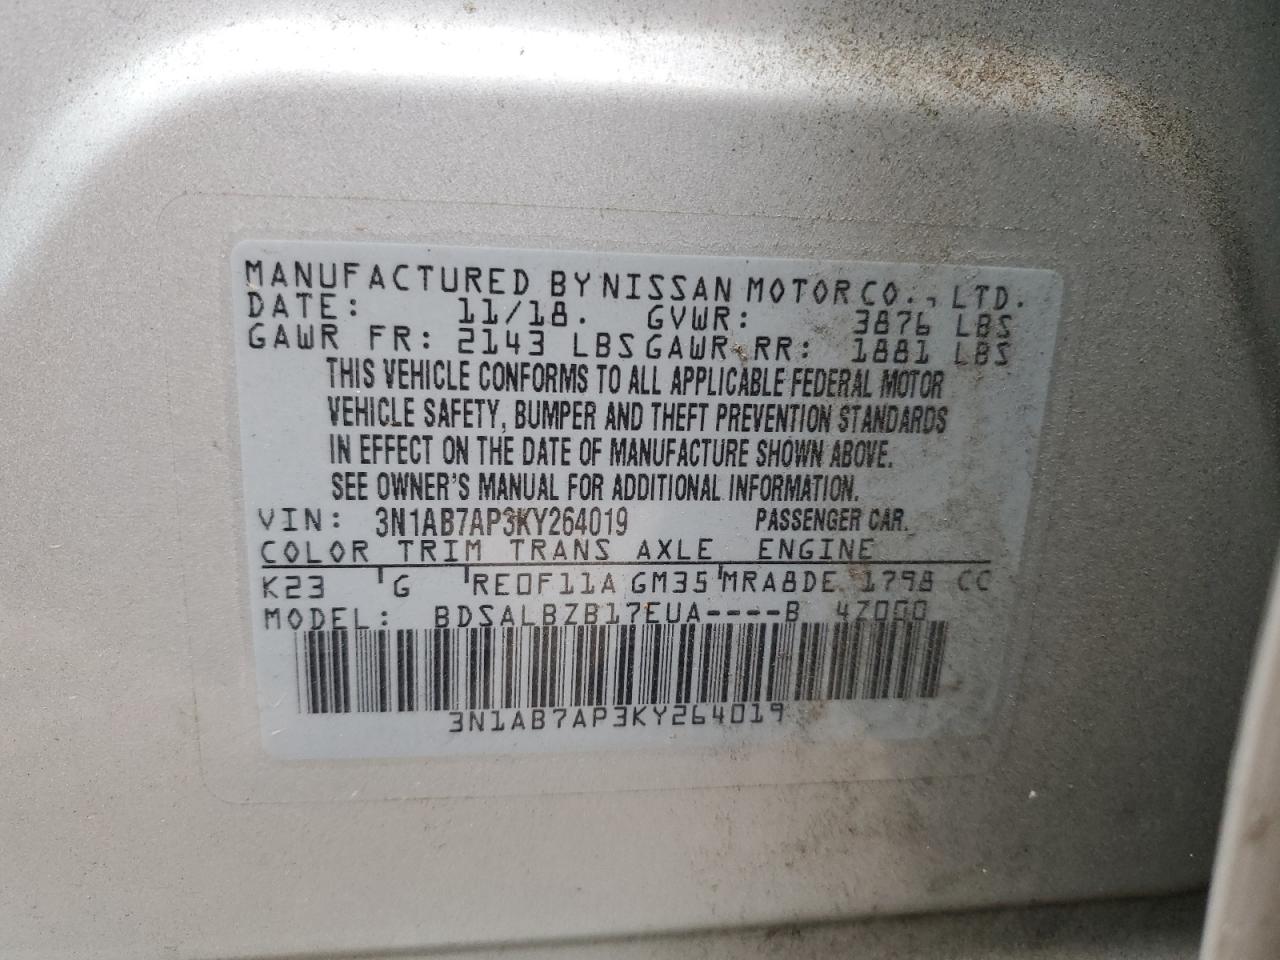 MANUFACTURED BY NISSAN MOTOR CO., LTD.
DATE: 11/18. GVWR: 3876 LBS
GAWR FR: 2143 LBS GAWR RR: 1881 LBS
THIS VEHICLE CONFORMS TO ALL APPLICABLE FEDERAL MOTOR
VEHICLE SAFETY, BUMPER AND THEFT PREVENTION STANDARDS
IN EFFECT ON THE DATE OF MANUFACTURE SHOWN ABOVE.
SEE OWNER'S MANUAL FOR ADDITIONAL INFORMATION.
VIN: 3N1AB7AP3KY264019 PASSENGER CAR.
COLOR TRIM TRANS AXLE ENGINE
K23 G RE0F11A GM35 MRA8DE 1798 CC
MODEL: BDSALBZB17EUA----B 4Z000
3N1AB7AP3KY264019